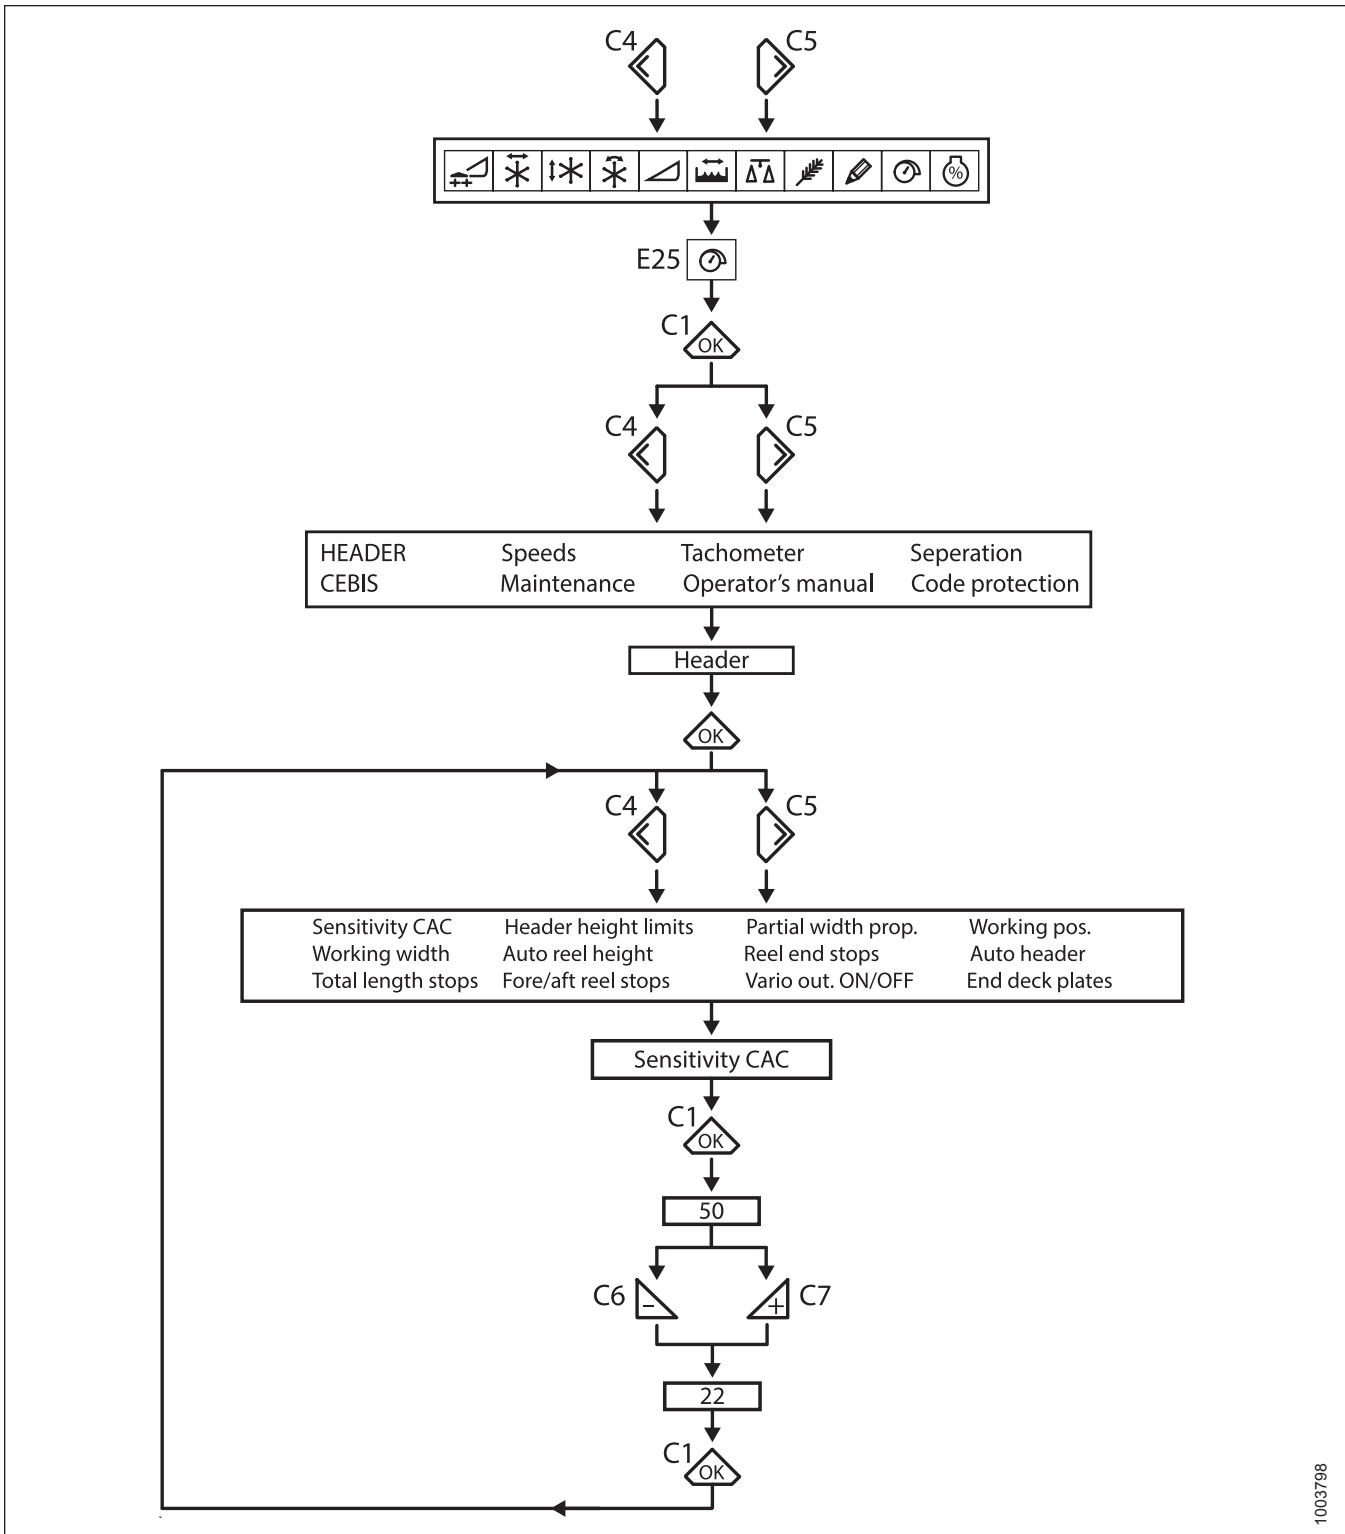 C4 C5
%
E25
C1
OK
C4 C5
HEADER Speeds Tachometer Seperation
CEBIS Maintenance Operator's manual Code protection
Header
OK
C4 C5
Sensitivity CAC Header height limits Partial width prop. Working pos.
Working width Auto reel height Reel end stops Auto header
Total length stops Fore/aft reel stops Vario out. ON/OFF End deck plates
Sensitivity CAC
C1
OK
50
C6 - + C7
22
C1
OK
1003798